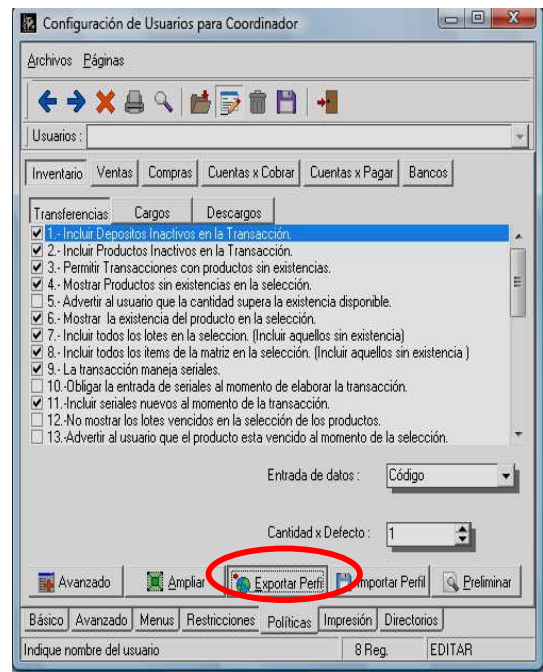 Configuración de Usuarios para Coordinador
X
Archivos Páginas
Usuarios :
Inventario Ventas Compras Cuentas x Cobrar Cuentas x Pagar Bancos
Transferencias Cargos Descargos
1.- Incluir Depositos Inactivos en la Transacción.
2.- Incluir Productos Inactivos en la Transacción.
3.- Permitir Transacciones con productos sin existencias.
4.- Mostrar Productos sin existencias en la selección.
5.- Advertir al usuario que la cantidad supera la existencia disponible.
6.- Mostrar la existencia del producto en la selección.
7.- Incluir todos los lotes en la seleccion. (Incluir aquellos sin existencia)
8.- Incluir todos los items de la matriz en la selección. (Incluir aquellos sin existencia )
9.- La transacción maneja seriales.
10.-Obligar la entrada de seriales al momento de elaborar la transacción.
11.-Incluir seriales nuevos al momento de la transacción.
12.-No mostrar los lotes vencidos en la selección de los productos.
13.-Advertir al usuario que el producto esta vencido al momento de la selección.
Entrada de datos : Código
Cantidad x Defecto : 1
Avanzado Ampliar Exportar Perfil Importar Perfil Preliminar
Básico Avanzado Menus Restricciones Políticas Impresión Directorios
Indique nombre del usuario 8 Reg. EDITAR